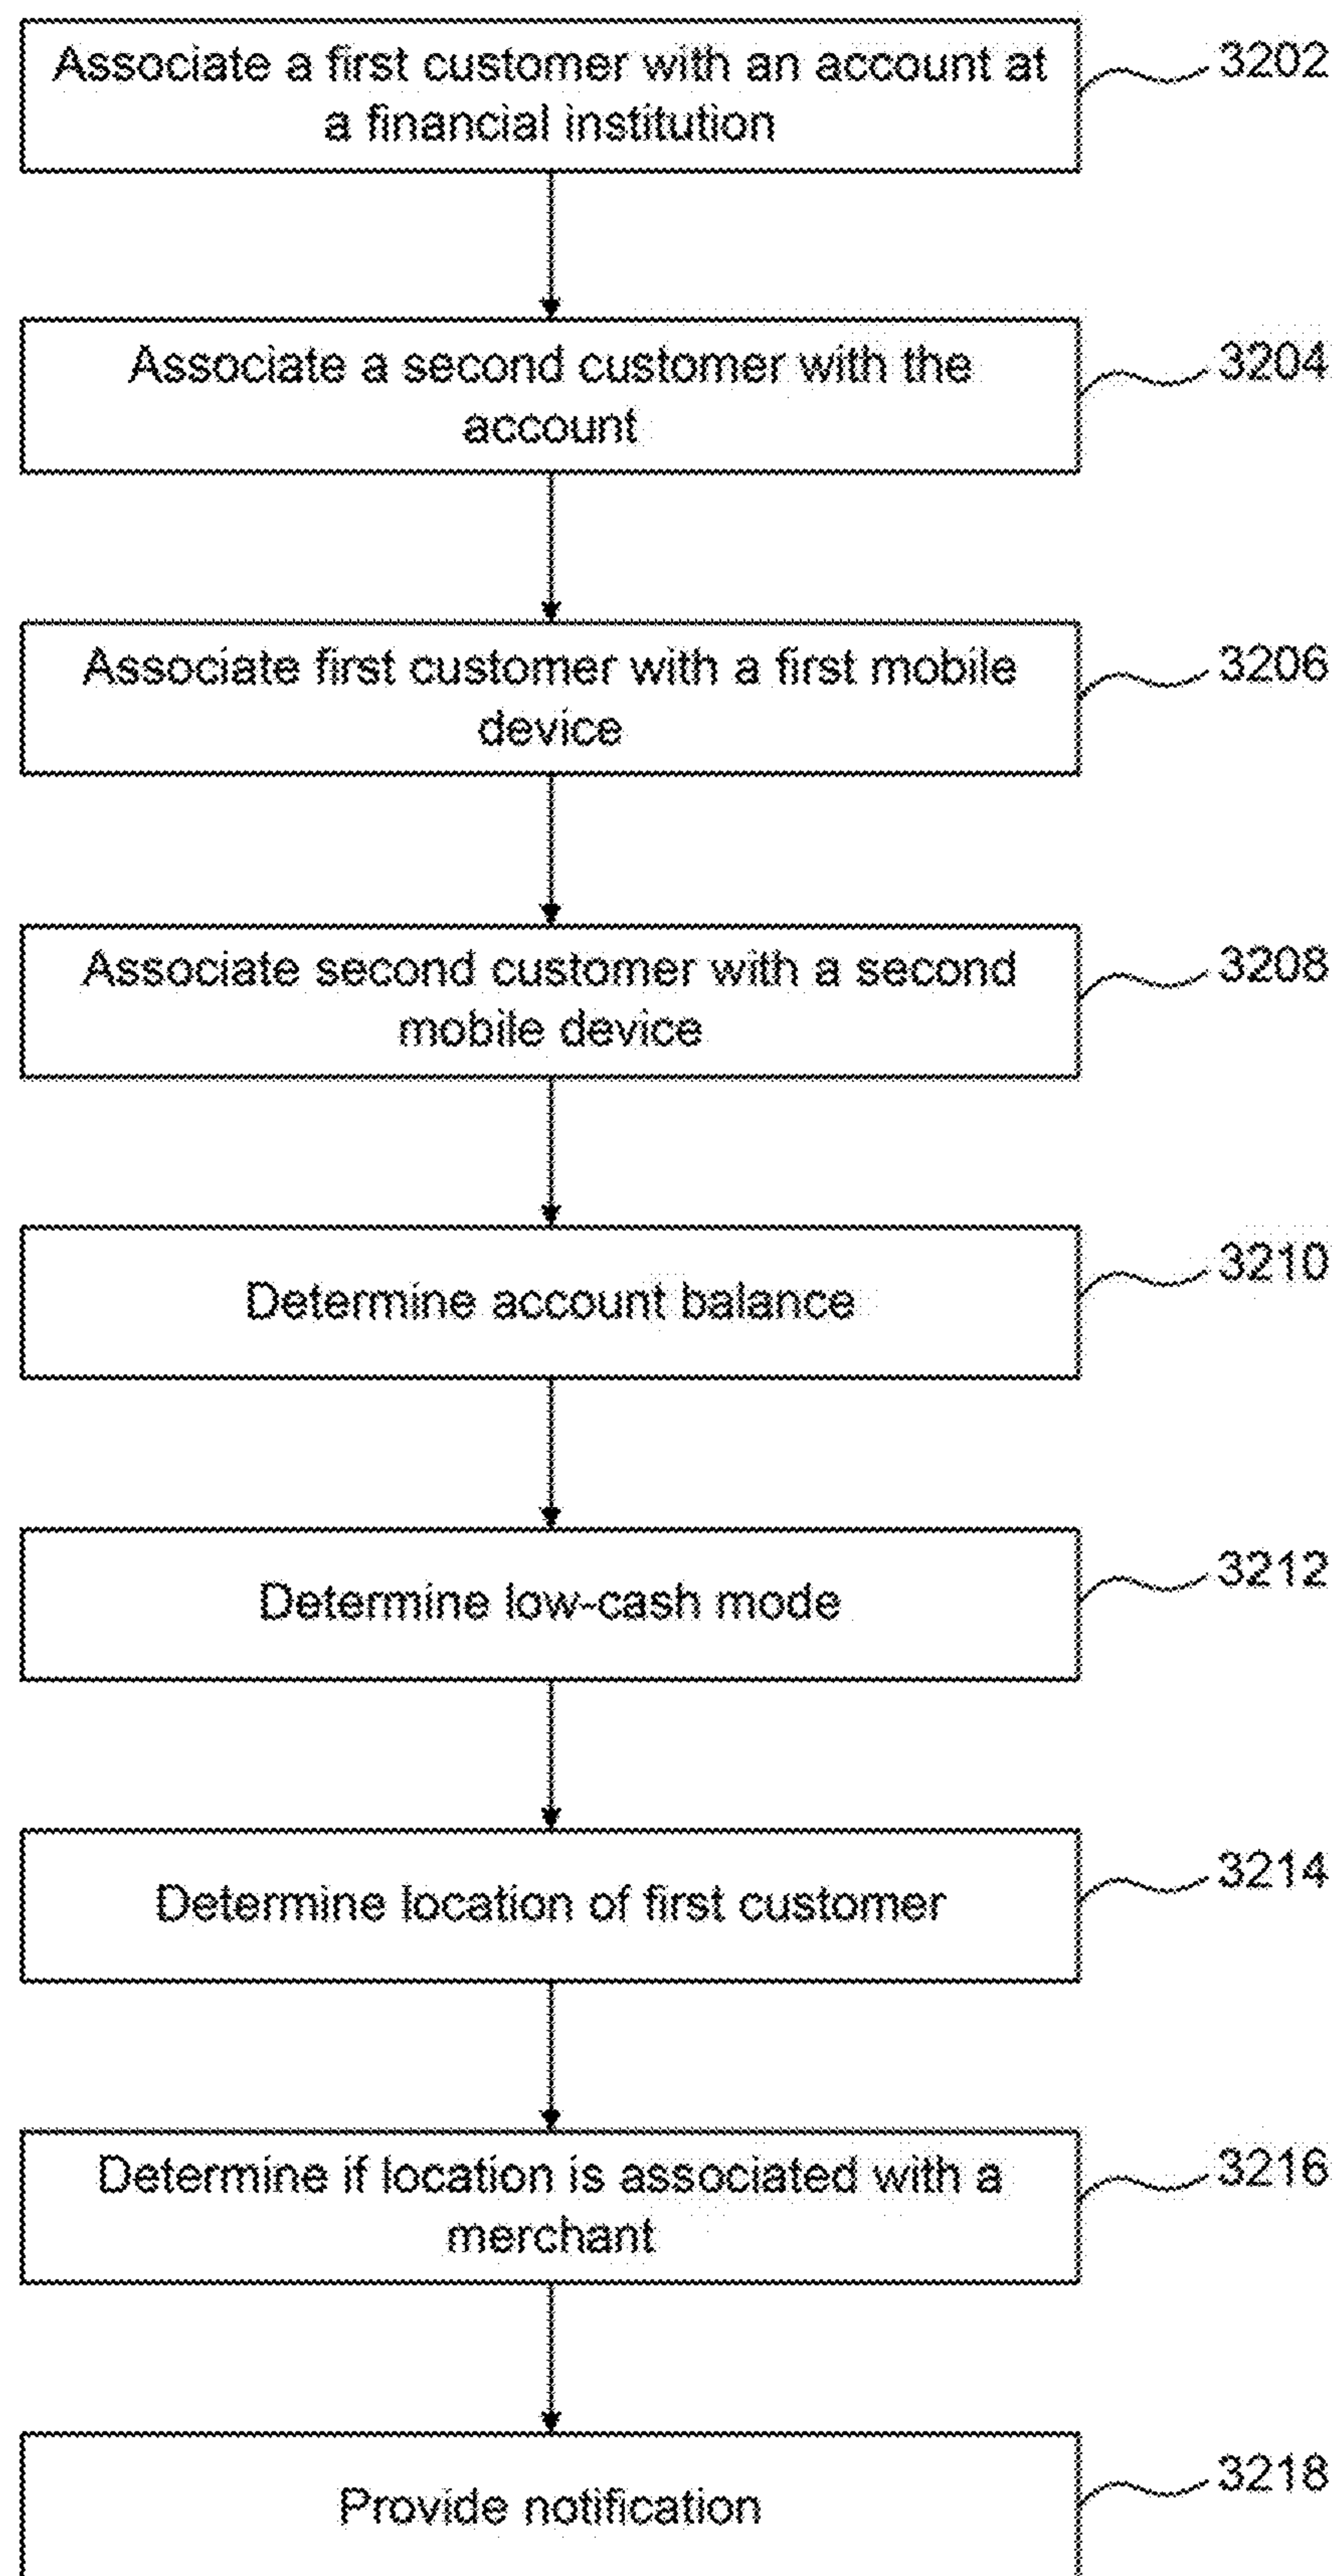 Associate a first customer with an account at
a financial institution
3202
Associate a second customer with the
account
3204
Associate first customer with a first mobile
device
3206
Associate second customer with a second
mobile device
3208
Determine account balance
3210
Determine low-cash mode
3212
Determine location of first customer
3214
Determine if location is associated with a
merchant
3216
Provide notification
3218